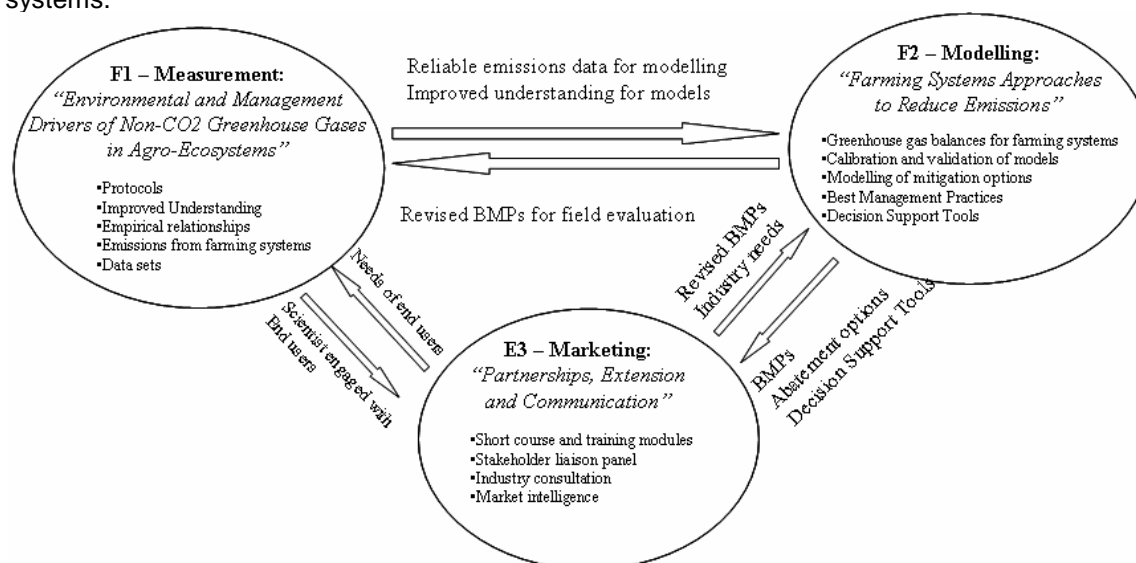 systems.
F1 – Measurement:
“Environmental and Management
Drivers of Non-CO2 Greenhouse Gases
in Agro-Ecosystems”
▪Protocols
▪Improved Understanding
▪Empirical relationships
▪Emissions from farming systems
▪Data sets
Reliable emissions data for modelling
Improved understanding for models
Revised BMPs for field evaluation
F2 – Modelling:
“Farming Systems Approaches
to Reduce Emissions”
▪Greenhouse gas balances for farming systems
▪Calibration and validation of models
▪Modelling of mitigation options
▪Best Management Practices
▪Decision Support Tools
Needs of end users
Scientist engaged with
End users
Revised BMPs
Industry needs
BMPs
Abatement options
Decision Support Tools
E3 – Marketing:
“Partnerships, Extension
and Communication”
▪Short course and training modules
▪Stakeholder liaison panel
▪Industry consultation
▪Market intelligence